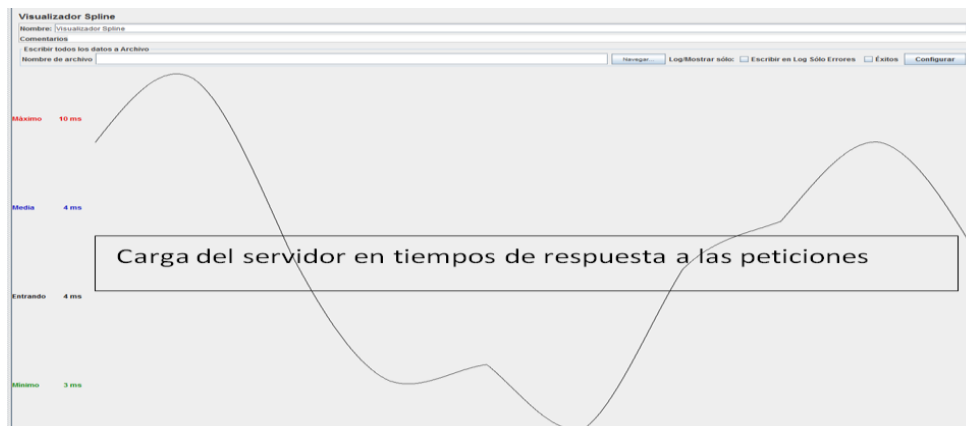 Visualizador Spline
Nombre: Visualizador Spline
Comentarios
Escribir todos los datos a Archivo
Nombre de archivo Navegar... Log/Mostrar sólo: Escribir en Log Sólo Errores Éxitos Configurar
Máximo 10 ms
Media 4 ms
Carga del servidor en tiempos de respuesta a las peticiones
Entrando 4 ms
Mínimo 3 ms